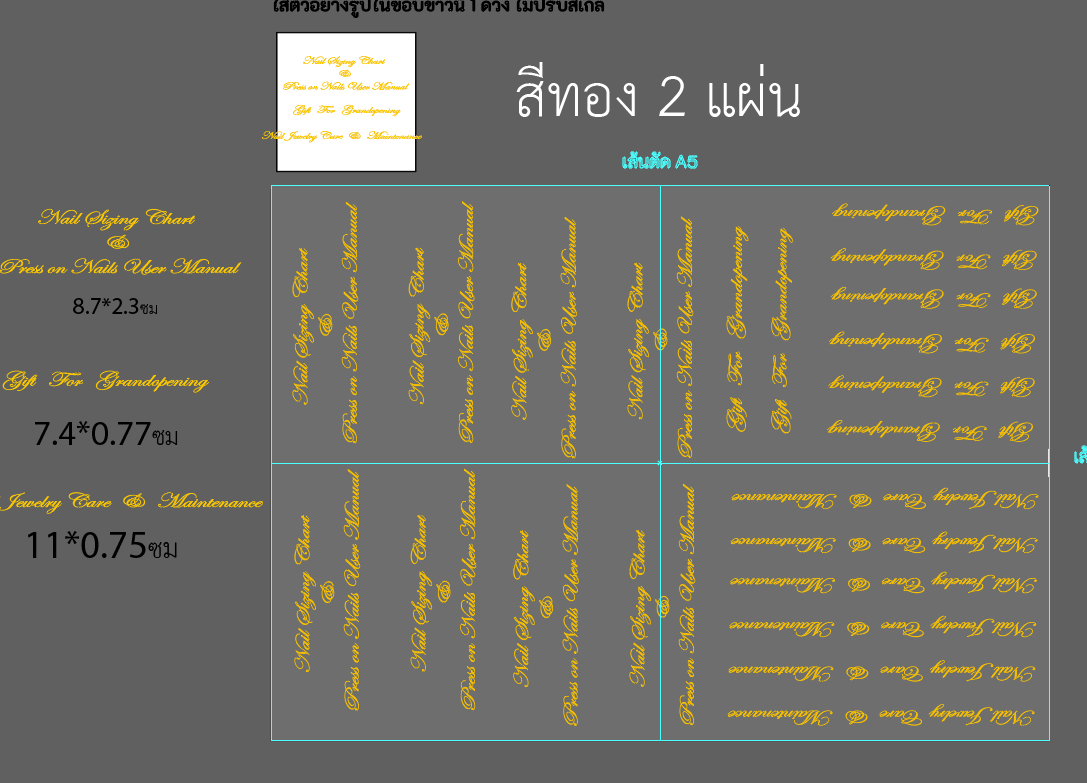 ใส่ตัวอย่างรูปในขอบขาวนี้ 1 ดวง ไม่ปรับสเกล
Nail Sizing Chart
&
Press on Nails User Manual
Gift For Grandopening
Nail Jewelry Care & Maintenance
สีทอง 2 แผ่น
เส้นตัด A5
Nail Sizing Chart
&
Press on Nails User Manual
8.7*2.3ซม
Gift For Grandopening
7.4*0.77ซม
Jewelry Care & Maintenance
11*0.75ซม
Nail Sizing Chart
&
Press on Nails User Manual
Nail Sizing Chart
&
Press on Nails User Manual
Nail Sizing Chart
&
Press on Nails User Manual
Nail Sizing Chart
&
Press on Nails User Manual
Gift For Grandopening
Gift For Grandopening
Gift For Grandopening
Gift For Grandopening
Gift For Grandopening
Gift For Grandopening
Gift For Grandopening
Gift For Grandopening
Nail Sizing Chart
&
Press on Nails User Manual
Nail Sizing Chart
&
Press on Nails User Manual
Nail Sizing Chart
&
Press on Nails User Manual
Nail Sizing Chart
&
Press on Nails User Manual
Nail Jewelry Care & Maintenance
Nail Jewelry Care & Maintenance
Nail Jewelry Care & Maintenance
Nail Jewelry Care & Maintenance
Nail Jewelry Care & Maintenance
Nail Jewelry Care & Maintenance